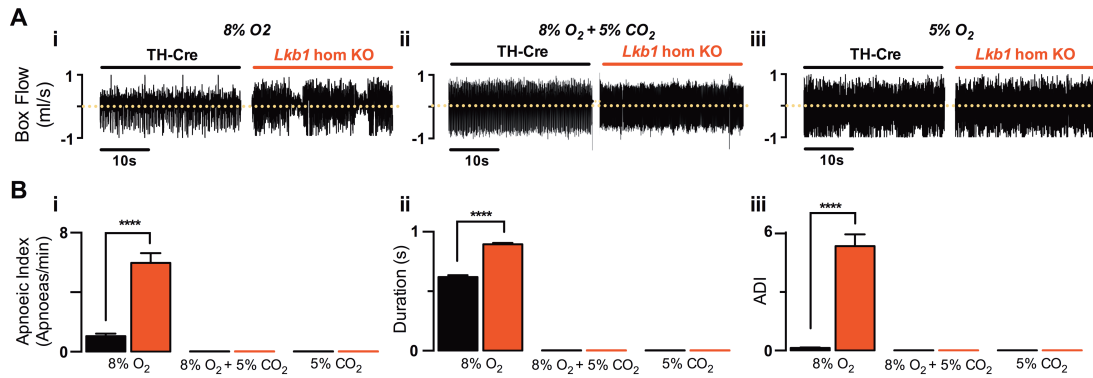 A
i
8% O2
TH-Cre
Lkb1 hom KO
Box Flow
(ml/s)
1
-1
10s
ii
8% O2 + 5% CO2
TH-Cre
Lkb1 hom KO
1
-1
10s
iii
5% O2
TH-Cre
Lkb1 hom KO
1
-1
10s
B
i
Apnoeic Index
(Apnoeas/min)
8
0
****
8% O2
8% O2 + 5% CO2
5% CO2
ii
Duration (s)
1
0
****
8% O2
8% O2 + 5% CO2
5% CO2
iii
ADI
6
0
****
8% O2
8% O2 + 5% CO2
5% CO2